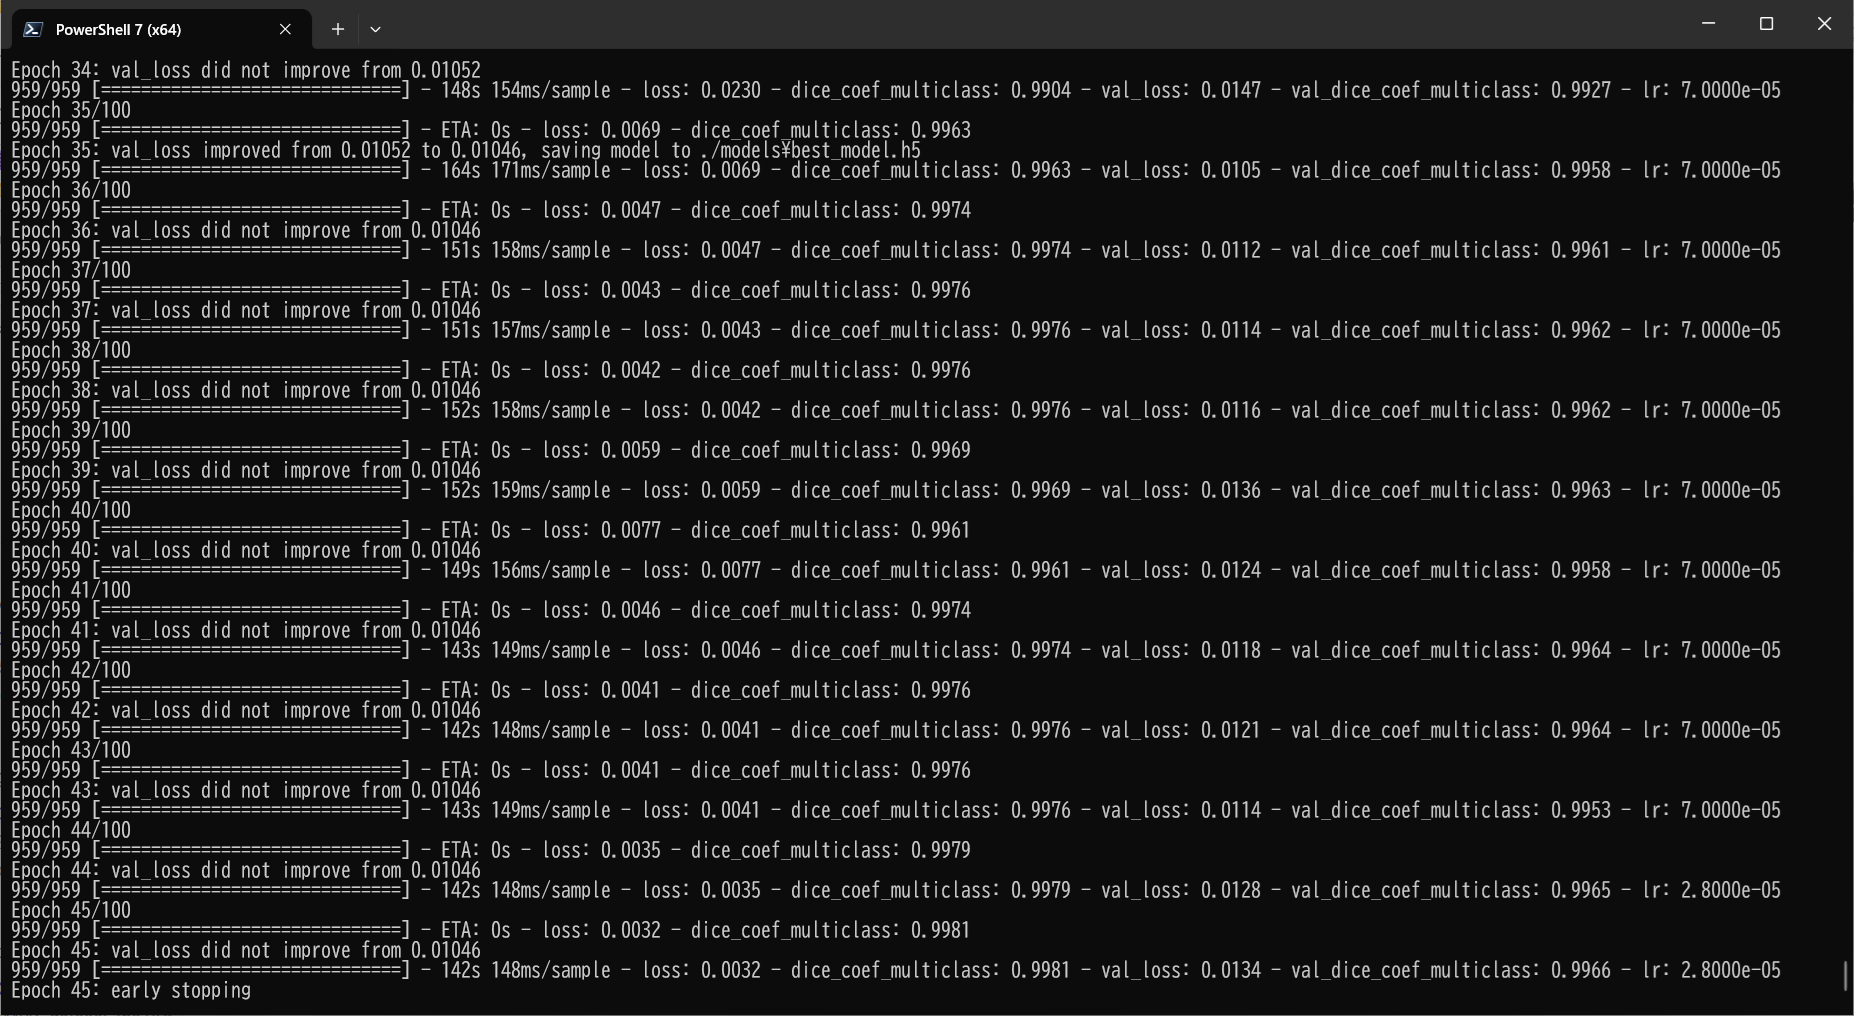 PowerShell 7 (x64)
Epoch 34: val_loss did not improve from 0.01052
959/959 [==============================] - 148s 154ms/sample - loss: 0.0230 - dice_coef_multiclass: 0.9904 - val_loss: 0.0147 - val_dice_coef_multiclass: 0.9927 - lr: 7.0000e-05
Epoch 35/100
959/959 [==============================] - ETA: 0s - loss: 0.0069 - dice_coef_multiclass: 0.9963
Epoch 35: val_loss improved from 0.01052 to 0.01046, saving model to ./models¥best_model.h5
959/959 [==============================] - 164s 171ms/sample - loss: 0.0069 - dice_coef_multiclass: 0.9963 - val_loss: 0.0105 - val_dice_coef_multiclass: 0.9958 - lr: 7.0000e-05
Epoch 36/100
959/959 [==============================] - ETA: 0s - loss: 0.0047 - dice_coef_multiclass: 0.9974
Epoch 36: val_loss did not improve from 0.01046
959/959 [==============================] - 151s 158ms/sample - loss: 0.0047 - dice_coef_multiclass: 0.9974 - val_loss: 0.0112 - val_dice_coef_multiclass: 0.9961 - lr: 7.0000e-05
Epoch 37/100
959/959 [==============================] - ETA: 0s - loss: 0.0043 - dice_coef_multiclass: 0.9976
Epoch 37: val_loss did not improve from 0.01046
959/959 [==============================] - 151s 157ms/sample - loss: 0.0043 - dice_coef_multiclass: 0.9976 - val_loss: 0.0114 - val_dice_coef_multiclass: 0.9962 - lr: 7.0000e-05
Epoch 38/100
959/959 [==============================] - ETA: 0s - loss: 0.0042 - dice_coef_multiclass: 0.9976
Epoch 38: val_loss did not improve from 0.01046
959/959 [==============================] - 152s 158ms/sample - loss: 0.0042 - dice_coef_multiclass: 0.9976 - val_loss: 0.0116 - val_dice_coef_multiclass: 0.9962 - lr: 7.0000e-05
Epoch 39/100
959/959 [==============================] - ETA: 0s - loss: 0.0059 - dice_coef_multiclass: 0.9969
Epoch 39: val_loss did not improve from 0.01046
959/959 [==============================] - 152s 159ms/sample - loss: 0.0059 - dice_coef_multiclass: 0.9969 - val_loss: 0.0136 - val_dice_coef_multiclass: 0.9963 - lr: 7.0000e-05
Epoch 40/100
959/959 [==============================] - ETA: 0s - loss: 0.0077 - dice_coef_multiclass: 0.9961
Epoch 40: val_loss did not improve from 0.01046
959/959 [==============================] - 149s 156ms/sample - loss: 0.0077 - dice_coef_multiclass: 0.9961 - val_loss: 0.0124 - val_dice_coef_multiclass: 0.9958 - lr: 7.0000e-05
Epoch 41/100
959/959 [==============================] - ETA: 0s - loss: 0.0046 - dice_coef_multiclass: 0.9974
Epoch 41: val_loss did not improve from 0.01046
959/959 [==============================] - 143s 149ms/sample - loss: 0.0046 - dice_coef_multiclass: 0.9974 - val_loss: 0.0118 - val_dice_coef_multiclass: 0.9964 - lr: 7.0000e-05
Epoch 42/100
959/959 [==============================] - ETA: 0s - loss: 0.0041 - dice_coef_multiclass: 0.9976
Epoch 42: val_loss did not improve from 0.01046
959/959 [==============================] - 142s 148ms/sample - loss: 0.0041 - dice_coef_multiclass: 0.9976 - val_loss: 0.0121 - val_dice_coef_multiclass: 0.9964 - lr: 7.0000e-05
Epoch 43/100
959/959 [==============================] - ETA: 0s - loss: 0.0041 - dice_coef_multiclass: 0.9976
Epoch 43: val_loss did not improve from 0.01046
959/959 [==============================] - 143s 149ms/sample - loss: 0.0041 - dice_coef_multiclass: 0.9976 - val_loss: 0.0114 - val_dice_coef_multiclass: 0.9953 - lr: 7.0000e-05
Epoch 44/100
959/959 [==============================] - ETA: 0s - loss: 0.0035 - dice_coef_multiclass: 0.9979
Epoch 44: val_loss did not improve from 0.01046
959/959 [==============================] - 142s 148ms/sample - loss: 0.0035 - dice_coef_multiclass: 0.9979 - val_loss: 0.0128 - val_dice_coef_multiclass: 0.9965 - lr: 2.8000e-05
Epoch 45/100
959/959 [==============================] - ETA: 0s - loss: 0.0032 - dice_coef_multiclass: 0.9981
Epoch 45: val_loss did not improve from 0.01046
959/959 [==============================] - 142s 148ms/sample - loss: 0.0032 - dice_coef_multiclass: 0.9981 - val_loss: 0.0134 - val_dice_coef_multiclass: 0.9966 - lr: 2.8000e-05
Epoch 45: early stopping